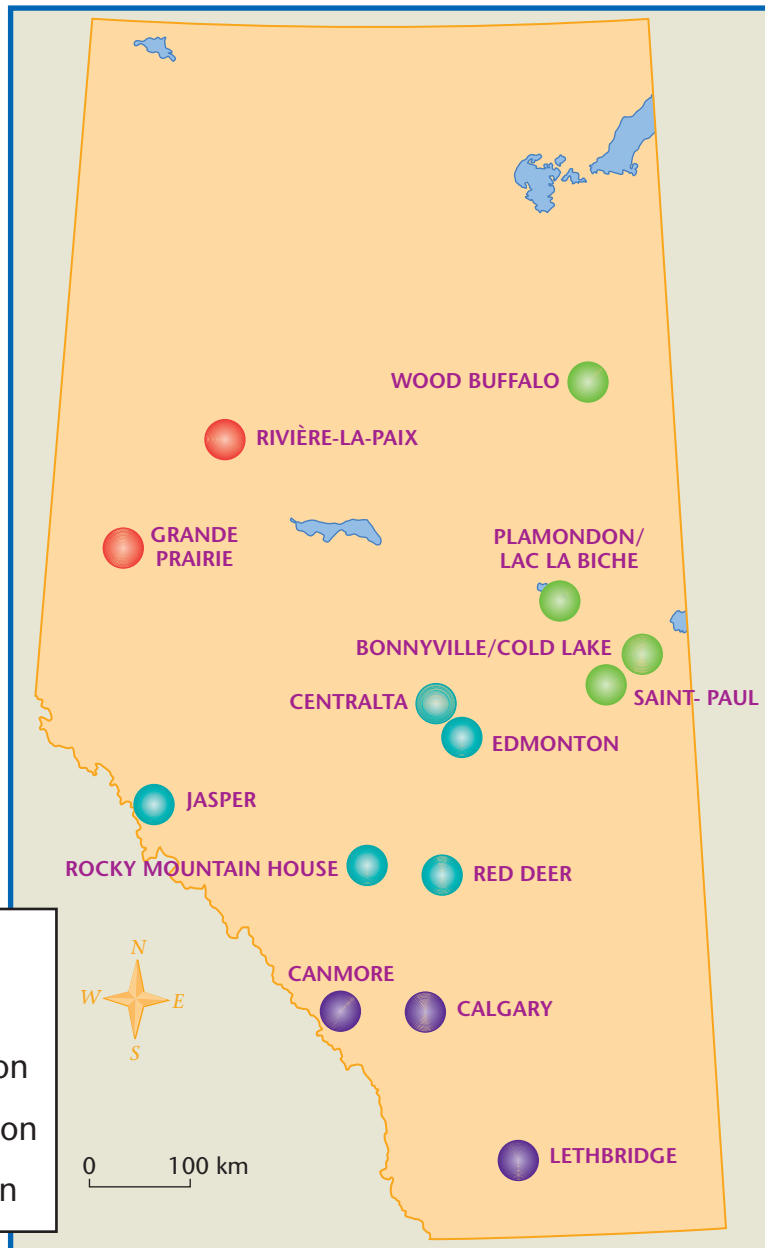 WOOD BUFFALO
RIVIÈRE-LA-PAIX
GRANDE
PRAIRIE
PLAMONDON/
LAC LA BICHE
BONNYVILLE/COLD LAKE
SAINT- PAUL
CENTRALTA
EDMONTON
JASPER
ROCKY MOUNTAIN HOUSE
RED DEER
CANMORE
CALGARY
N
W E
S
on
on
n
0 100 km
LETHBRIDGE